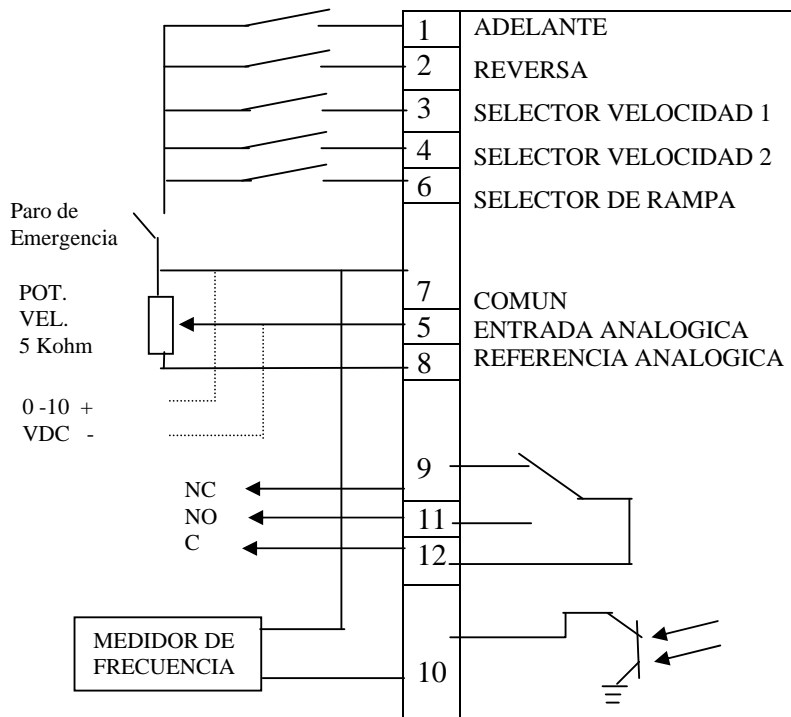 1 ADELANTE
2 REVERSA
3 SELECTOR VELOCIDAD 1
4 SELECTOR VELOCIDAD 2
6 SELECTOR DE RAMPA
Paro de
Emergencia
POT.
VEL.
5 Kohm
7 COMUN
5 ENTRADA ANALOGICA
8 REFERENCIA ANALOGICA
0 -10 +
VDC -
9
NC
NO
C
11
12
MEDIDOR DE
FRECUENCIA
10